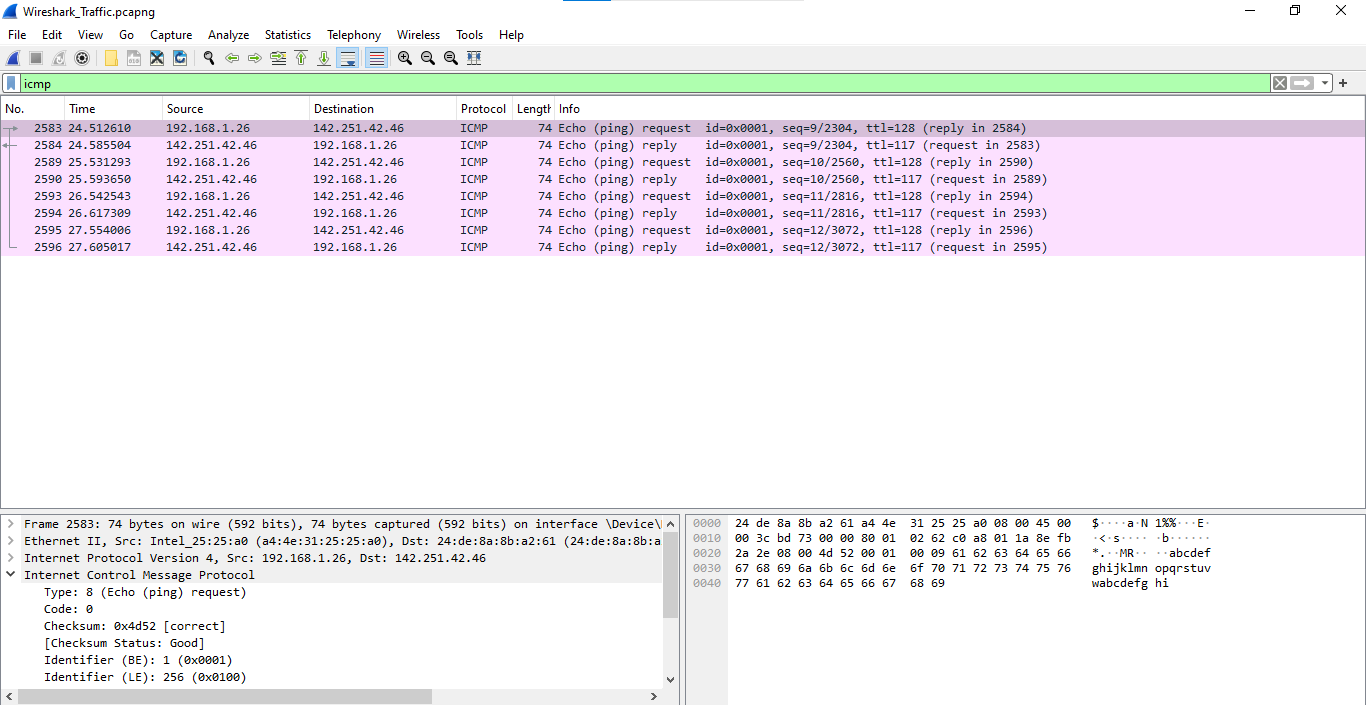 Wireshark_Traffic.pcapng
File Edit View Go Capture Analyze Statistics Telephony Wireless Tools Help
icmp
No. Time Source Destination Protocol Length Info
2583 24.512610 192.168.1.26 142.251.42.46 ICMP 74 Echo (ping) request id=0x0001, seq=9/2304, ttl=128 (reply in 2584)
2584 24.585504 142.251.42.46 192.168.1.26 ICMP 74 Echo (ping) reply id=0x0001, seq=9/2304, ttl=117 (request in 2583)
2589 25.531293 192.168.1.26 142.251.42.46 ICMP 74 Echo (ping) request id=0x0001, seq=10/2560, ttl=128 (reply in 2590)
2590 25.593650 142.251.42.46 192.168.1.26 ICMP 74 Echo (ping) reply id=0x0001, seq=10/2560, ttl=117 (request in 2589)
2593 26.542543 192.168.1.26 142.251.42.46 ICMP 74 Echo (ping) request id=0x0001, seq=11/2816, ttl=128 (reply in 2594)
2594 26.617309 142.251.42.46 192.168.1.26 ICMP 74 Echo (ping) reply id=0x0001, seq=11/2816, ttl=117 (request in 2593)
2595 27.554006 192.168.1.26 142.251.42.46 ICMP 74 Echo (ping) request id=0x0001, seq=12/3072, ttl=128 (reply in 2596)
2596 27.605017 142.251.42.46 192.168.1.26 ICMP 74 Echo (ping) reply id=0x0001, seq=12/3072, ttl=117 (request in 2595)
Frame 2583: 74 bytes on wire (592 bits), 74 bytes captured (592 bits) on interface \Device\
Ethernet II, Src: Intel_25:25:a0 (a4:4e:31:25:25:a0), Dst: 24:de:8a:8b:a2:61 (24:de:8a:8b:a
Internet Protocol Version 4, Src: 192.168.1.26, Dst: 142.251.42.46
Internet Control Message Protocol
Type: 8 (Echo (ping) request)
Code: 0
Checksum: 0x4d52 [correct]
[Checksum Status: Good]
Identifier (BE): 1 (0x0001)
Identifier (LE): 256 (0x0100)
0000 24 de 8a 8b a2 61 a4 4e 31 25 25 a0 08 00 45 00 $····a·N 1%%···E·
0010 00 3c bd 73 00 00 80 01 02 62 c0 a8 01 1a 8e fb ·<·s···· ·b······
0020 2a 2e 08 00 4d 52 00 01 00 09 61 62 63 64 65 66 *.··MR·· ··abcdef
0030 67 68 69 6a 6b 6c 6d 6e 6f 70 71 72 73 74 75 76 ghijklmn opqrstuv
0040 77 61 62 63 64 65 66 67 68 69 wabcdefg hi